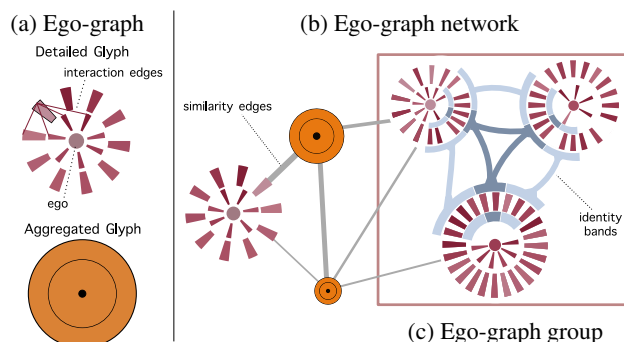 (a) Ego-graph
Detailed Glyph
interaction edges
ego
Aggregated Glyph
(b) Ego-graph network
similarity edges
identity
bands
(c) Ego-graph group